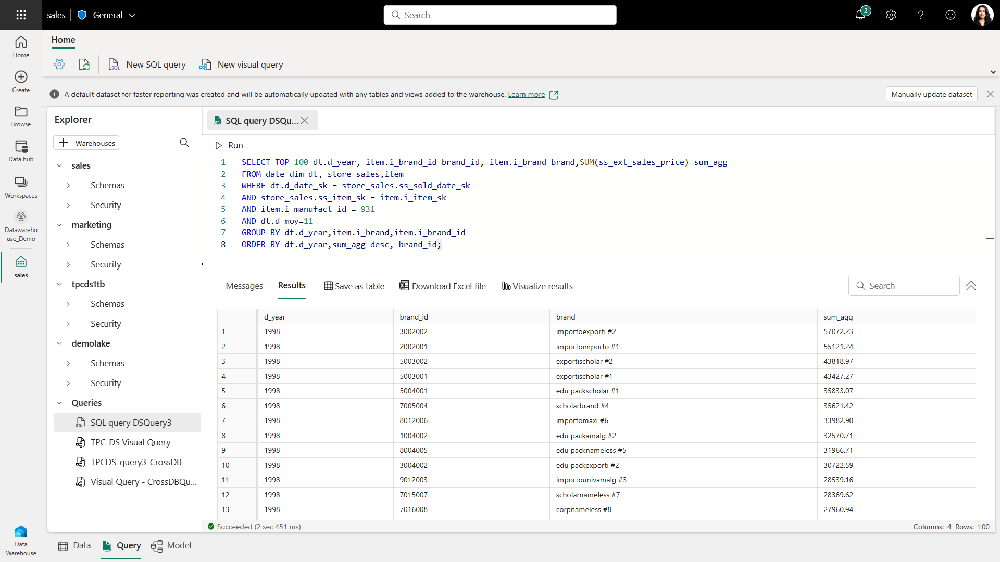 sales General Search 2
Home
Home
New SQL query New visual query
Create
A default dataset for faster reporting was created and will be automatically updated with any tables and views added to the warehouse. Learn more Manually update dataset
Browse
Data hub
Workspaces
Datawareho
use_Demo
sales
Data
Warehouse
Explorer
Warehouses
sales
Schemas
Security
marketing
Schemas
Security
tpcds1tb
Schemas
Security
demolake
Schemas
Security
Queries
SQL query DSQuery3
TPC-DS Visual Query
TPCDS-query3-CrossDB
Visual Query - CrossDBQu...
SQL query DSQu...
Run
1 SELECT TOP 100 dt.d_year, item.i_brand_id brand_id, item.i_brand brand,SUM(ss_ext_sales_price) sum_agg
2 FROM date_dim dt, store_sales,item
3 WHERE dt.d_date_sk = store_sales.ss_sold_date_sk
4 AND store_sales.ss_item_sk = item.i_item_sk
5 AND item.i_manufact_id = 931
6 AND dt.d_moy=11
7 GROUP BY dt.d_year,item.i_brand,item.i_brand_id
8 ORDER BY dt.d_year,sum_agg desc, brand_id;
Messages Results Save as table Download Excel file Visualize results Search
d_year brand_id brand sum_agg
1 1998 3002002 importoexporti #2 57072.23
2 1998 2002001 importoimporto #1 55121.24
3 1998 5003002 exportischolar #2 43818.97
4 1998 5003001 exportischolar #1 43427.27
5 1998 5004001 edu packscholar #1 35833.07
6 1998 7005004 scholarbrand #4 35621.42
7 1998 8012006 importomaxi #6 33982.90
8 1998 1004002 edu packamalg #2 32570.71
9 1998 8004005 edu packnameless #5 31966.71
10 1998 3004002 edu packexporti #2 30722.59
11 1998 9012003 importounivamalg #3 28539.16
12 1998 7015007 scholarnameless #7 28369.62
13 1998 7016008 corpnameless #8 27960.94
Succeeded (2 sec 451 ms) Columns: 4 Rows: 100
Data Query Model